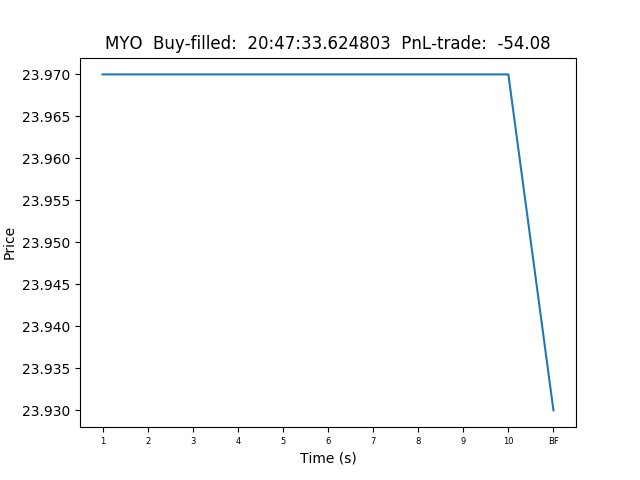 MYO  Buy-filled:  20:47:33.624803  PnL-trade:  -54.08
23.970
23.965
23.960
23.955
23.950
23.945
23.940
23.935
23.930
Price
1 2 3 4 5 6 7 8 9 10 BF
Time (s)